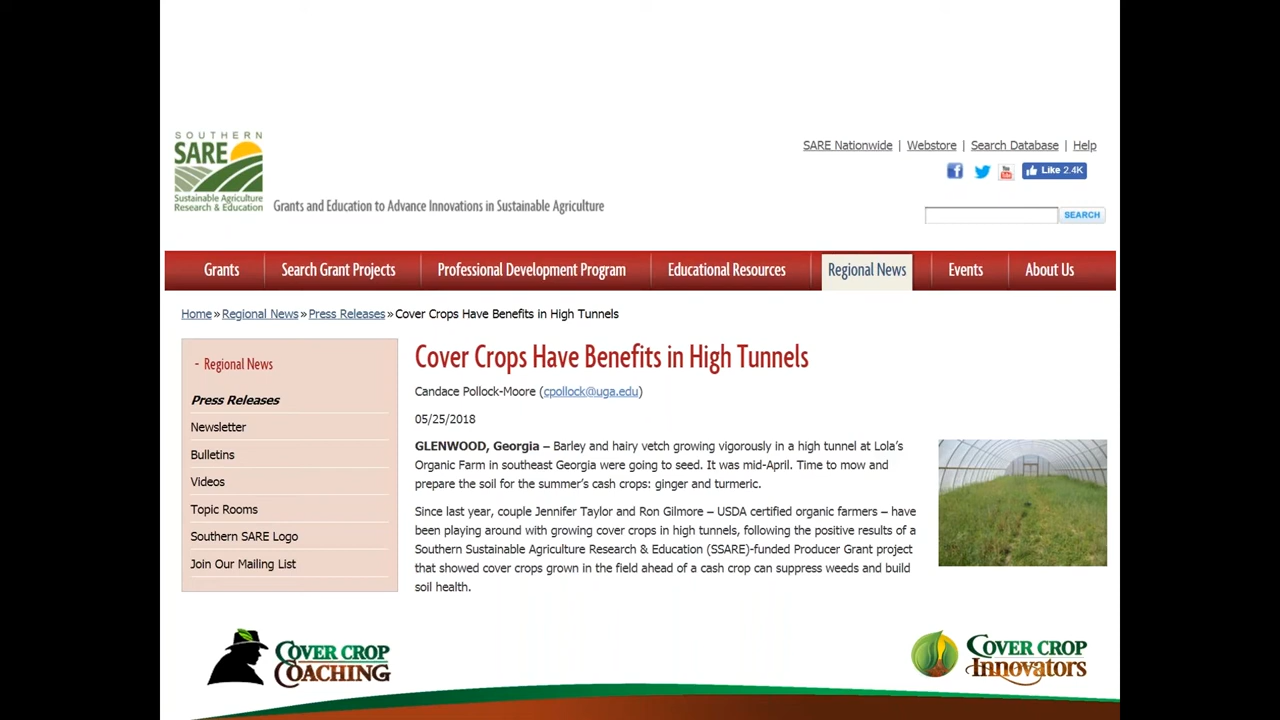 SOUTHERN
SARE
Sustainable Agriculture
Research & Education
Grants and Education to Advance Innovations in Sustainable Agriculture
SARE Nationwide | Webstore | Search Database | Help
Like 2.4K
SEARCH
Grants Search Grant Projects Professional Development Program Educational Resources Regional News Events About Us
Home » Regional News » Press Releases » Cover Crops Have Benefits in High Tunnels
- Regional News
Press Releases
Newsletter
Bulletins
Videos
Topic Rooms
Southern SARE Logo
Join Our Mailing List
Cover Crops Have Benefits in High Tunnels
Candace Pollock-Moore (cpollock@uga.edu)
05/25/2018
GLENWOOD, Georgia – Barley and hairy vetch growing vigorously in a high tunnel at Lola's
Organic Farm in southeast Georgia were going to seed. It was mid-April. Time to mow and
prepare the soil for the summer's cash crops: ginger and turmeric.
Since last year, couple Jennifer Taylor and Ron Gilmore – USDA certified organic farmers – have
been playing around with growing cover crops in high tunnels, following the positive results of a
Southern Sustainable Agriculture Research & Education (SSARE)-funded Producer Grant project
that showed cover crops grown in the field ahead of a cash crop can suppress weeds and build
soil health.
COVER CROP
COACHING
COVER CROP
Innovators